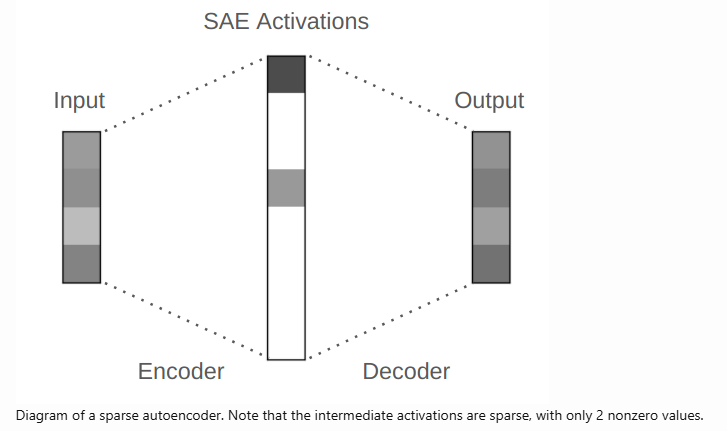 SAE Activations
Input
Output
Encoder
Decoder
Diagram of a sparse autoencoder. Note that the intermediate activations are sparse, with only 2 nonzero values.